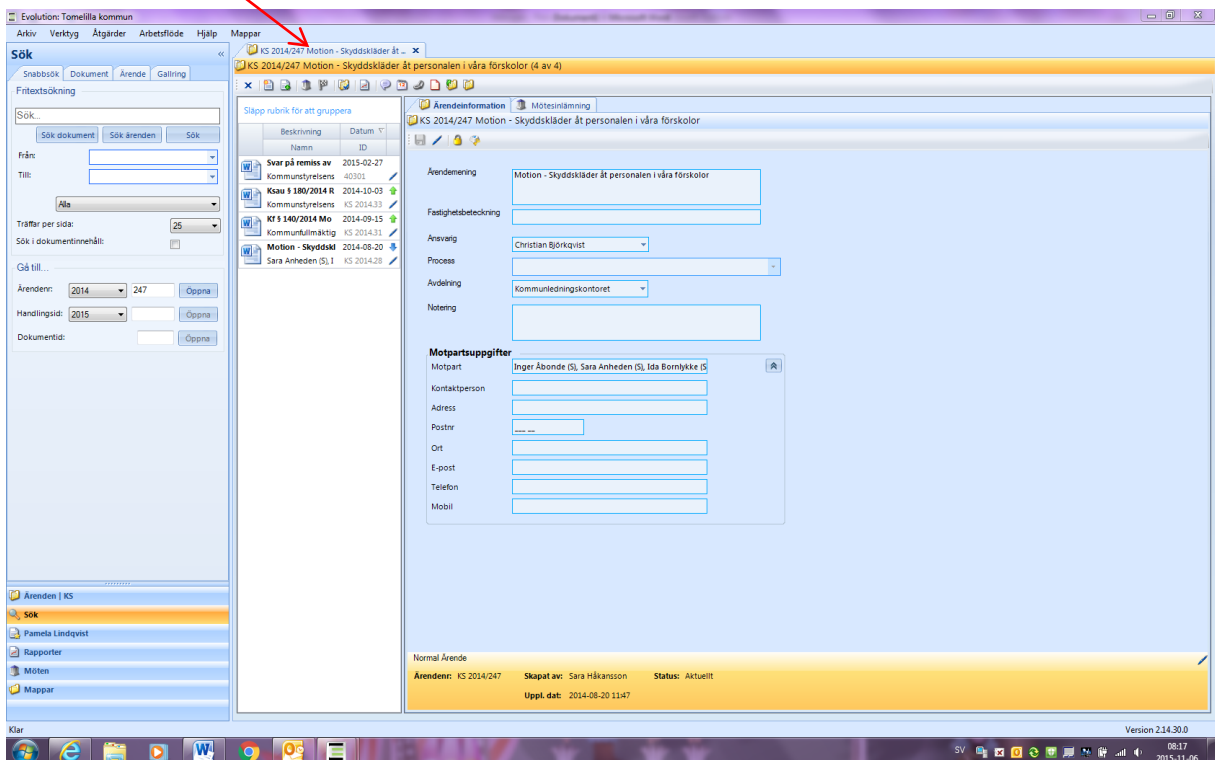 Evolution: Tomelilla kommun
Arkiv Verktyg Åtgärder Arbetsflöde Hjälp Mappar
Sök «
Snabbsök Dokument Ärende Gallring
Fritextsökning
Sök...
Sök dokument Sök ärenden Sök
Från:
Till:
Alla
Träffar per sida: 25
Sök i dokumentinnehåll:
Gå till...
Ärendenr: 2014 247 Öppna
Handlingsid: 2015 Öppna
Dokumentid: Öppna
Ärenden | KS
Sök
Pamela Lindqvist
Rapporter
Möten
Mappar
KS 2014/247 Motion - Skyddskläder åt ...
KS 2014/247 Motion - Skyddskläder åt personalen i våra förskolor (4 av 4)
Släpp rubrik för att gruppera
Beskrivning Datum
Namn ID
Svar på remiss av 2015-02-27
Kommunstyrelsens 40301
Ksau § 180/2014 R 2014-10-03
Kommunstyrelsens KS 2014.33
Kf § 140/2014 Mo 2014-09-15
Kommunfullmäktig KS 2014.31
Motion - Skyddskl 2014-08-20
Sara Anheden (S), I KS 2014.28
Ärendeinformation Mötesinlämning
KS 2014/247 Motion - Skyddskläder åt personalen i våra förskolor
Ärendemening Motion - Skyddskläder åt personalen i våra förskolor
Fastighetsbeteckning
Ansvarig Christian Björkqvist
Process
Avdelning Kommunledningskontoret
Notering
Motpartsuppgifter
Motpart Inger Åbonde (S), Sara Anheden (S), Ida Bornlykke (S
Kontaktperson
Adress
Postnr ___ __
Ort
E-post
Telefon
Mobil
Normal Ärende
Ärendenr: KS 2014/247 Skapat av: Sara Håkansson Status: Aktuellt
Uppl. dat: 2014-08-20 11:47
Klar Version 2.14.30.0
SV 08:17
2015-11-06